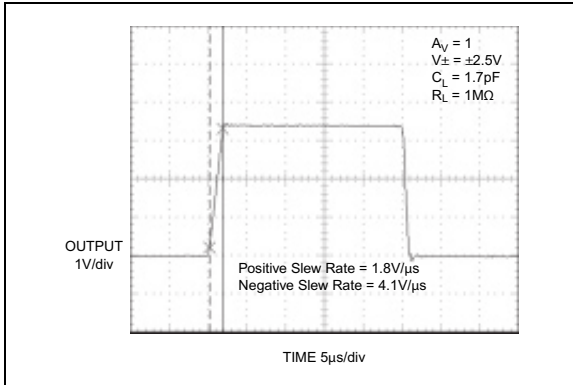 A_V = 1
V± = ±2.5V
C_L = 1.7pF
R_L = 1MΩ
OUTPUT
1V/div
Positive Slew Rate = 1.8V/µs
Negative Slew Rate = 4.1V/µs
TIME 5µs/div